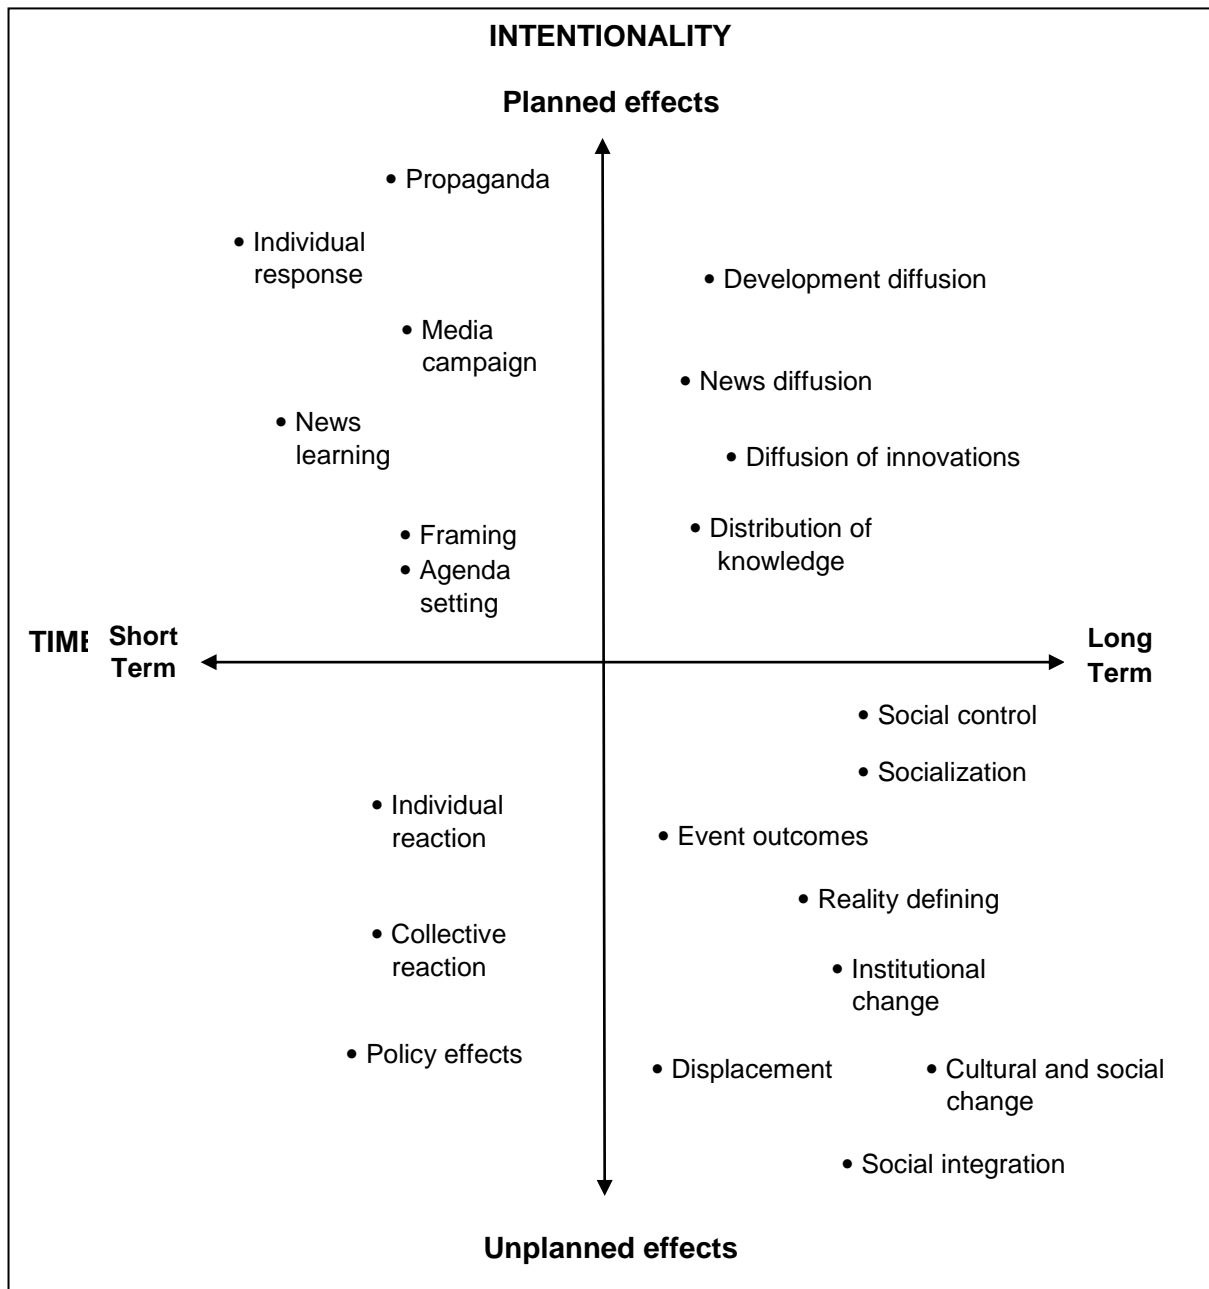 INTENTIONALITY
Planned effects
• Propaganda
• Individual
response
• Development diffusion
• Media
campaign
• News diffusion
• News
learning
• Diffusion of innovations
• Framing
• Distribution of
knowledge
• Agenda
setting
TIME
Short
Term
Long
Term
• Social control
• Socialization
• Individual
reaction
• Event outcomes
• Reality defining
• Collective
reaction
• Institutional
change
• Policy effects
• Displacement
• Cultural and social
change
• Social integration
Unplanned effects